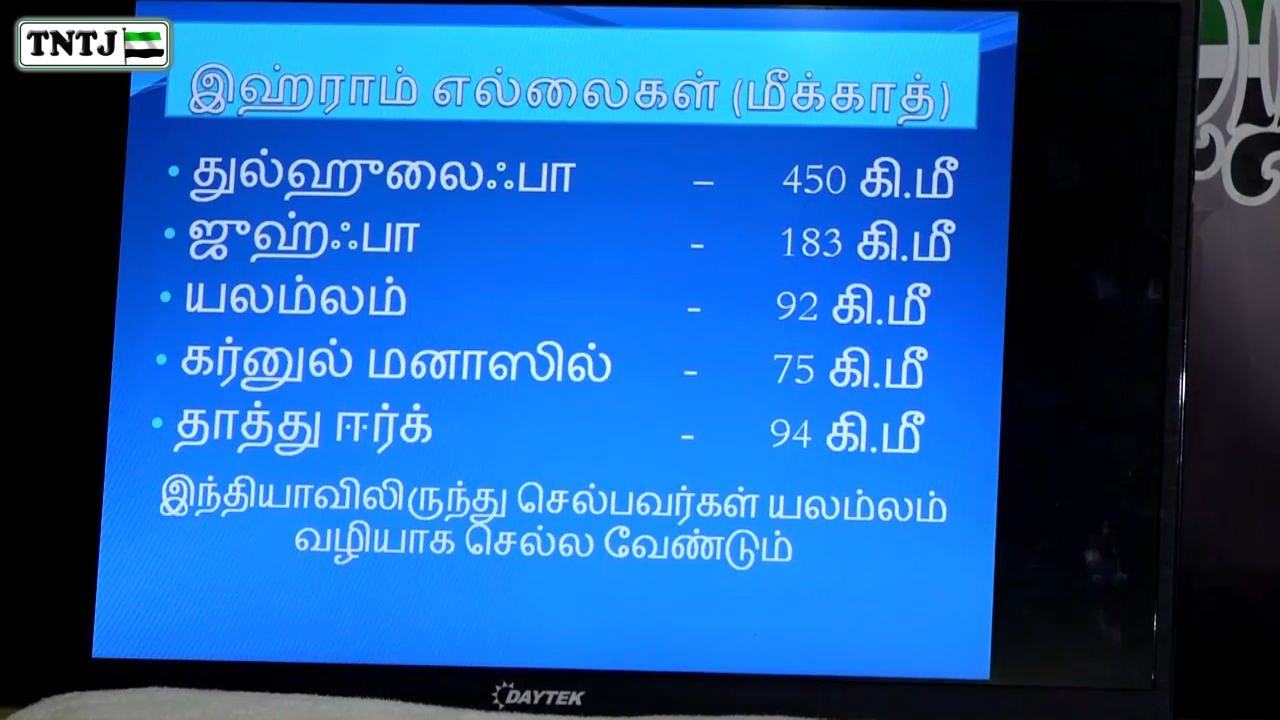 TNTJ
இஹ்ராம் எல்லைகள் (மீக்காத்)
• துல்ஹுலைஃபா – 450 கி.மீ
• ஜுஹ்ஃபா - 183 கி.மீ
• யலம்லம் - 92 கி.மீ
• கர்னுல் மனாஸில் - 75 கி.மீ
• தாத்து ஈர்க் - 94 கி.மீ
இந்தியாவிலிருந்து செல்பவர்கள் யலம்லம்
வழியாக செல்ல வேண்டும்
DAYTEK